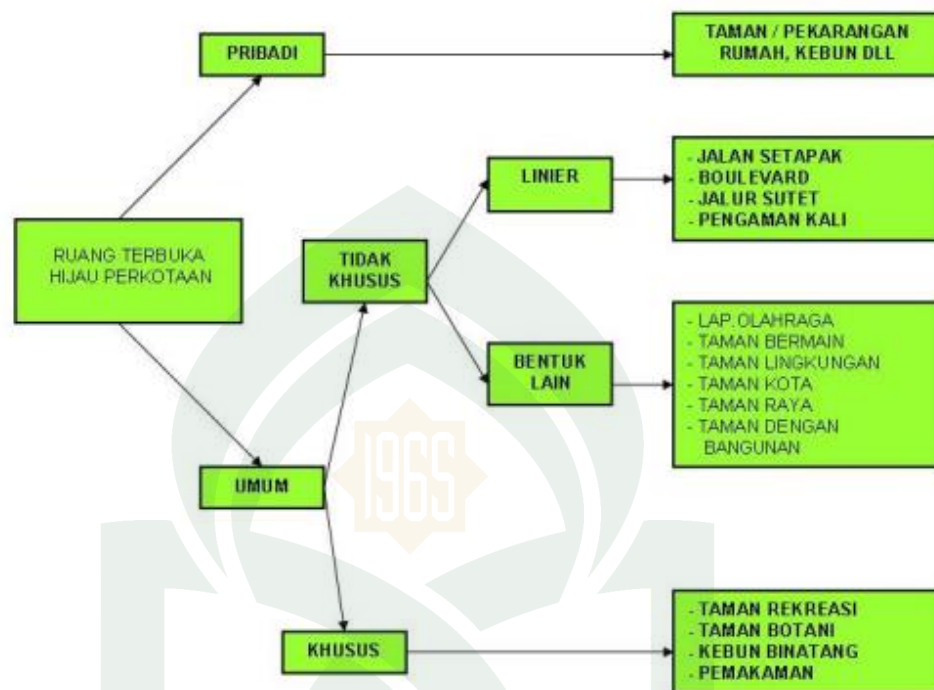 PRIBADI
TAMAN / PEKARANGAN
RUMAH, KEBUN DLL
RUANG TERBUKA
HIJAU PERKOTAAN
TIDAK
KHUSUS
LINIER
- JALAN SETAPAK
- BOULEVARD
- JALUR SUTET
- PENGAMAN KALI
BENTUK
LAIN
- LAP.OLAHRAGA
- TAMAN BERMAIN
- TAMAN LINGKUNGAN
- TAMAN KOTA
- TAMAN RAYA
- TAMAN DENGAN
BANGUNAN
UMUM
1965
KHUSUS
- TAMAN REKREASI
- TAMAN BOTANI
- KEBUN BINATANG
- PEMAKAMAN